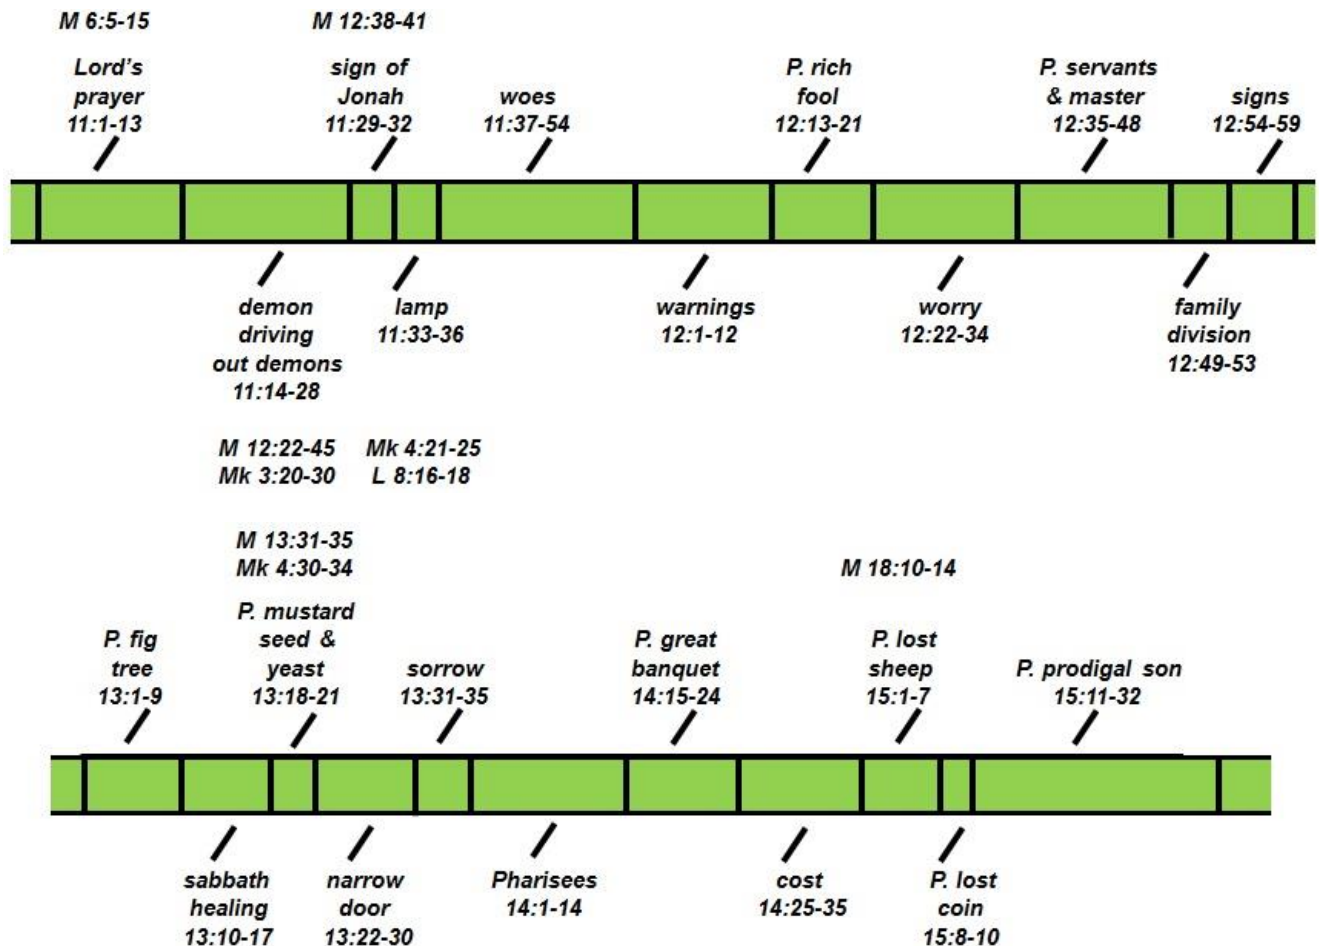 M 6:5-15
M 12:38-41
Lord's
prayer
11:1-13
sign of
Jonah
11:29-32
woes
11:37-54
P. rich
fool
12:13-21
P. servants
& master
12:35-48
signs
12:54-59
demon
driving
out demons
11:14-28
lamp
11:33-36
warnings
12:1-12
worry
12:22-34
family
division
12:49-53
M 12:22-45
Mk 3:20-30
Mk 4:21-25
L 8:16-18
M 13:31-35
Mk 4:30-34
M 18:10-14
P. fig
tree
13:1-9
P. mustard
seed &
yeast
13:18-21
sorrow
13:31-35
P. great
banquet
14:15-24
P. lost
sheep
15:1-7
P. prodigal son
15:11-32
sabbath
healing
13:10-17
narrow
door
13:22-30
Pharisees
14:1-14
cost
14:25-35
P. lost
coin
15:8-10